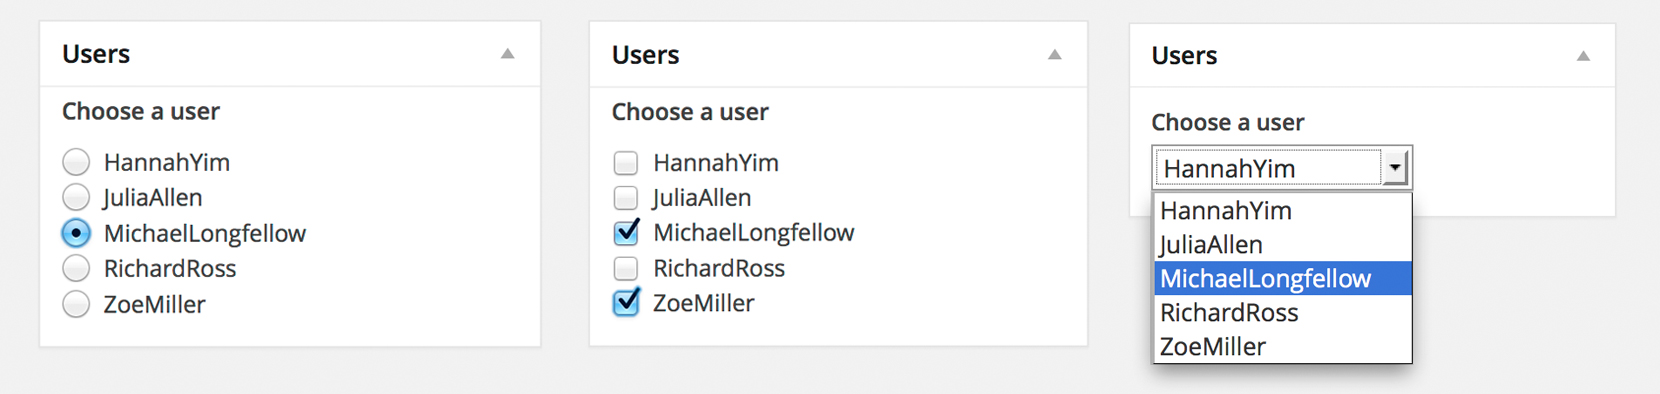 Users
Choose a user
HannahYim
JuliaAllen
MichaelLongfellow
RichardRoss
ZoeMiller
Users
Choose a user
HannahYim
JuliaAllen
MichaelLongfellow
RichardRoss
ZoeMiller
Users
Choose a user
HannahYim
HannahYim
JuliaAllen
MichaelLongfellow
RichardRoss
ZoeMiller